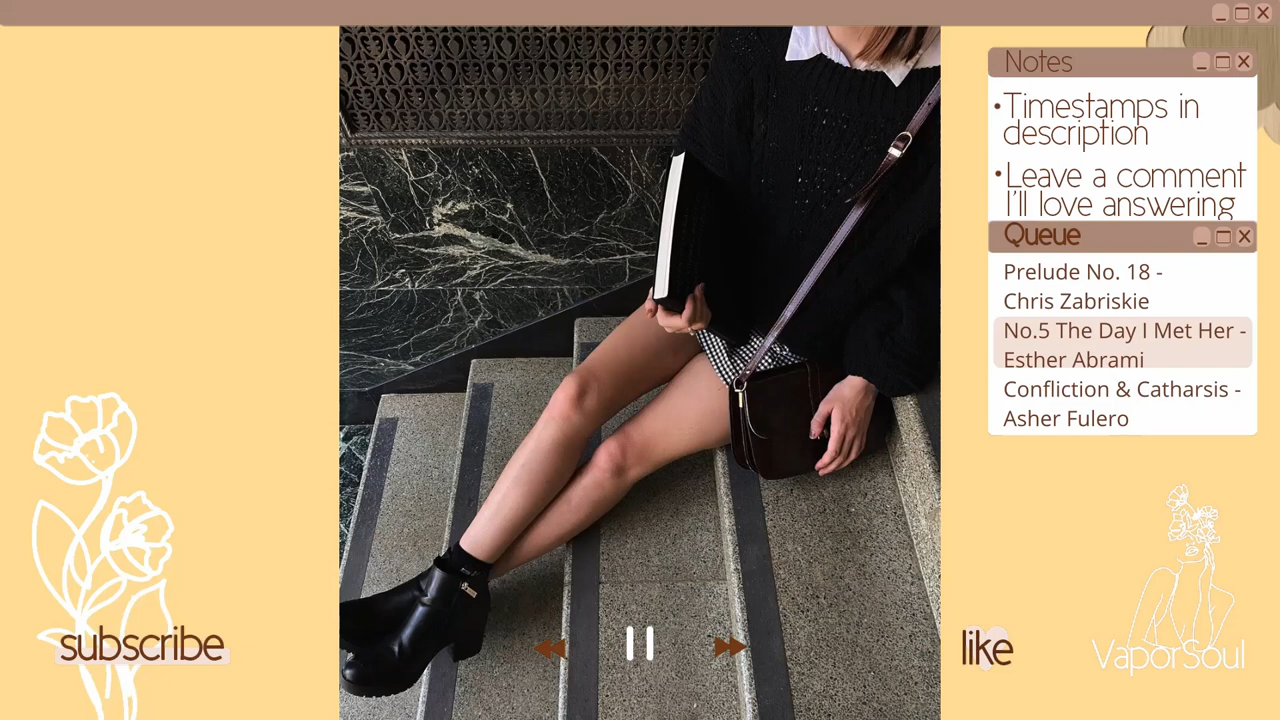 Notes
•Timestamps in
description
•Leave a comment
I'll love answering
Queue
Prelude No. 18 -
Chris Zabriskie
No.5 The Day I Met Her -
Esther Abrami
Confliction & Catharsis -
Asher Fulero
subscribe
like
VaporSoul